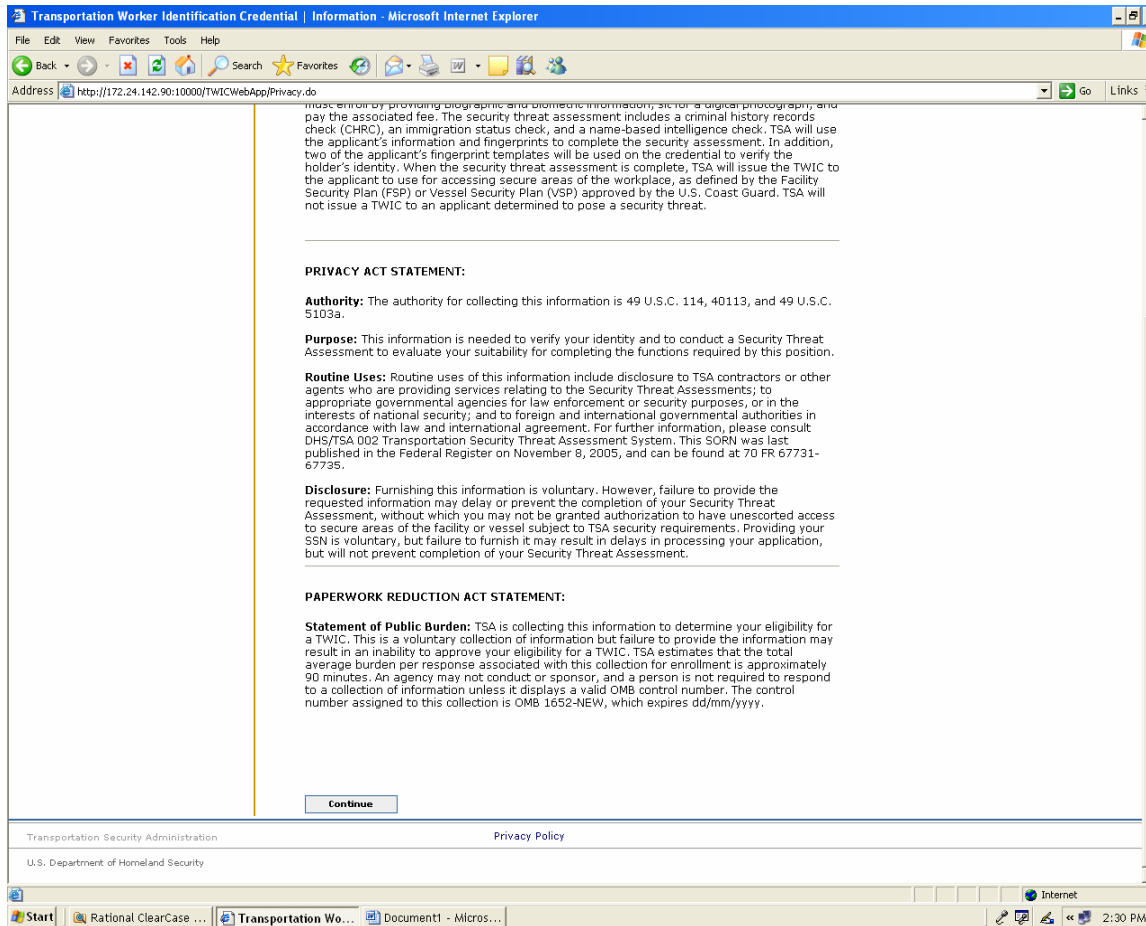 Transportation Worker Identification Credential | Information - Microsoft Internet Explorer
File Edit View Favorites Tools Help
Back Search Favorites
Address http://172.24.142.90:10000/TWICWebApp/Privacy.do Go Links
must enroll by providing biographic and biometric information, sit for a digital photograph, and
pay the associated fee. The security threat assessment includes a criminal history records
check (CHRC), an immigration status check, and a name-based intelligence check. TSA will use
the applicant's information and fingerprints to complete the security assessment. In addition,
two of the applicant's fingerprint templates will be used on the credential to verify the
holder's identity. When the security threat assessment is complete, TSA will issue the TWIC to
the applicant to use for accessing secure areas of the workplace, as defined by the Facility
Security Plan (FSP) or Vessel Security Plan (VSP) approved by the U.S. Coast Guard. TSA will
not issue a TWIC to an applicant determined to pose a security threat.
PRIVACY ACT STATEMENT:
Authority: The authority for collecting this information is 49 U.S.C. 114, 40113, and 49 U.S.C.
5103a.
Purpose: This information is needed to verify your identity and to conduct a Security Threat
Assessment to evaluate your suitability for completing the functions required by this position.
Routine Uses: Routine uses of this information include disclosure to TSA contractors or other
agents who are providing services relating to the Security Threat Assessments; to
appropriate governmental agencies for law enforcement or security purposes, or in the
interests of national security; and to foreign and international governmental authorities in
accordance with law and international agreement. For further information, please consult
DHS/TSA 002 Transportation Security Threat Assessment System. This SORN was last
published in the Federal Register on November 8, 2005, and can be found at 70 FR 67731-
67735.
Disclosure: Furnishing this information is voluntary. However, failure to provide the
requested information may delay or prevent the completion of your Security Threat
Assessment, without which you may not be granted authorization to have unescorted access
to secure areas of the facility or vessel subject to TSA security requirements. Providing your
SSN is voluntary, but failure to furnish it may result in delays in processing your application,
but will not prevent completion of your Security Threat Assessment.
PAPERWORK REDUCTION ACT STATEMENT:
Statement of Public Burden: TSA is collecting this information to determine your eligibility for
a TWIC. This is a voluntary collection of information but failure to provide the information may
result in an inability to approve your eligibility for a TWIC. TSA estimates that the total
average burden per response associated with this collection for enrollment is approximately
90 minutes. An agency may not conduct or sponsor, and a person is not required to respond
to a collection of information unless it displays a valid OMB control number. The control
number assigned to this collection is OMB 1652-NEW, which expires dd/mm/yyyy.
Continue
Transportation Security Administration Privacy Policy
U.S. Department of Homeland Security
Internet
Start Rational ClearCase ... Transportation Wo... Document1 - Micros... 2:30 PM